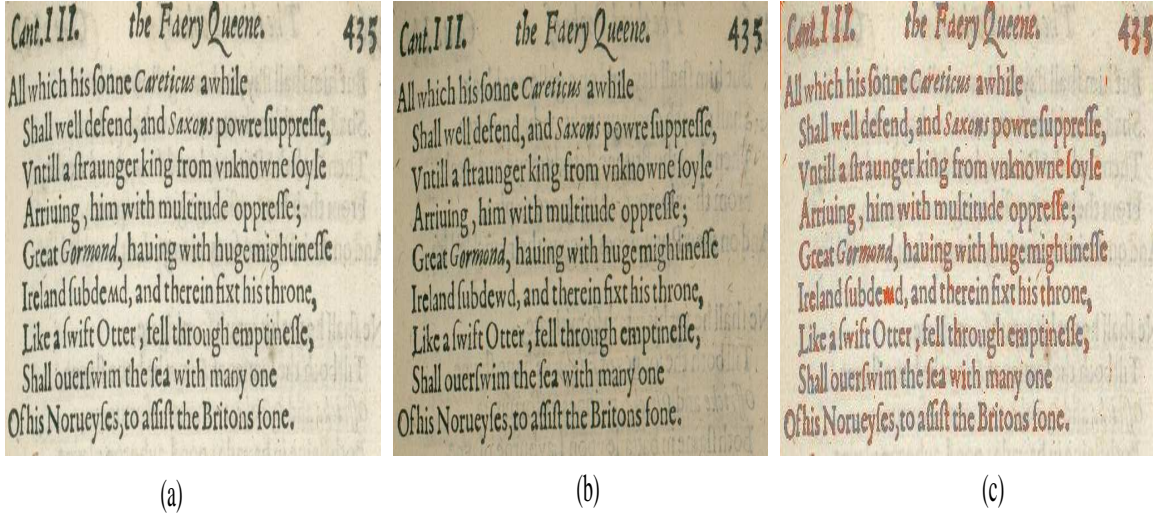 Cant.III. the Faery Queene. 435
All which his ſonne Careticus awhile
Shall well defend, and Saxons powre ſuppreſſe,
Vntill a ſtraunger king from vnknowne ſoyle
Arriuing, him with multitude oppreſſe;
Great Gormond, hauing with huge mightineſſe
Ireland ſubdeʍd, and therein fixt his throne,
Like a ſwift Otter, fell through emptineſſe,
Shall ouerſwim the ſea with many one
Of his Norueyſes, to aſſiſt the Britons fone.
(a)
Cant.III. the Faery Queene. 435
All which his ſonne Careticus awhile
Shall well defend, and Saxons powre ſuppreſſe,
Vntill a ſtraunger king from vnknowne ſoyle
Arriuing, him with multitude oppreſſe;
Great Gormond, hauing with huge mightineſſe
Ireland ſubdewd, and therein fixt his throne,
Like a ſwift Otter, fell through emptineſſe,
Shall ouerſwim the ſea with many one
Of his Norueyſes, to aſſiſt the Britons fone.
(b)
Cant.III. the Faery Queene. 435
All which his ſonne Careticus awhile
Shall well defend, and Saxons powre ſuppreſſe,
Vntill a ſtraunger king from vnknowne ſoyle
Arriuing, him with multitude oppreſſe;
Great Gormond, hauing with huge mightineſſe
Ireland and therein fixt his throne,
Like a ſwift Otter, fell through emptineſſe,
Shall ouerſwim the ſea with many one
Of his Norueyſes, to aſſiſt the Britons fone.
(c)